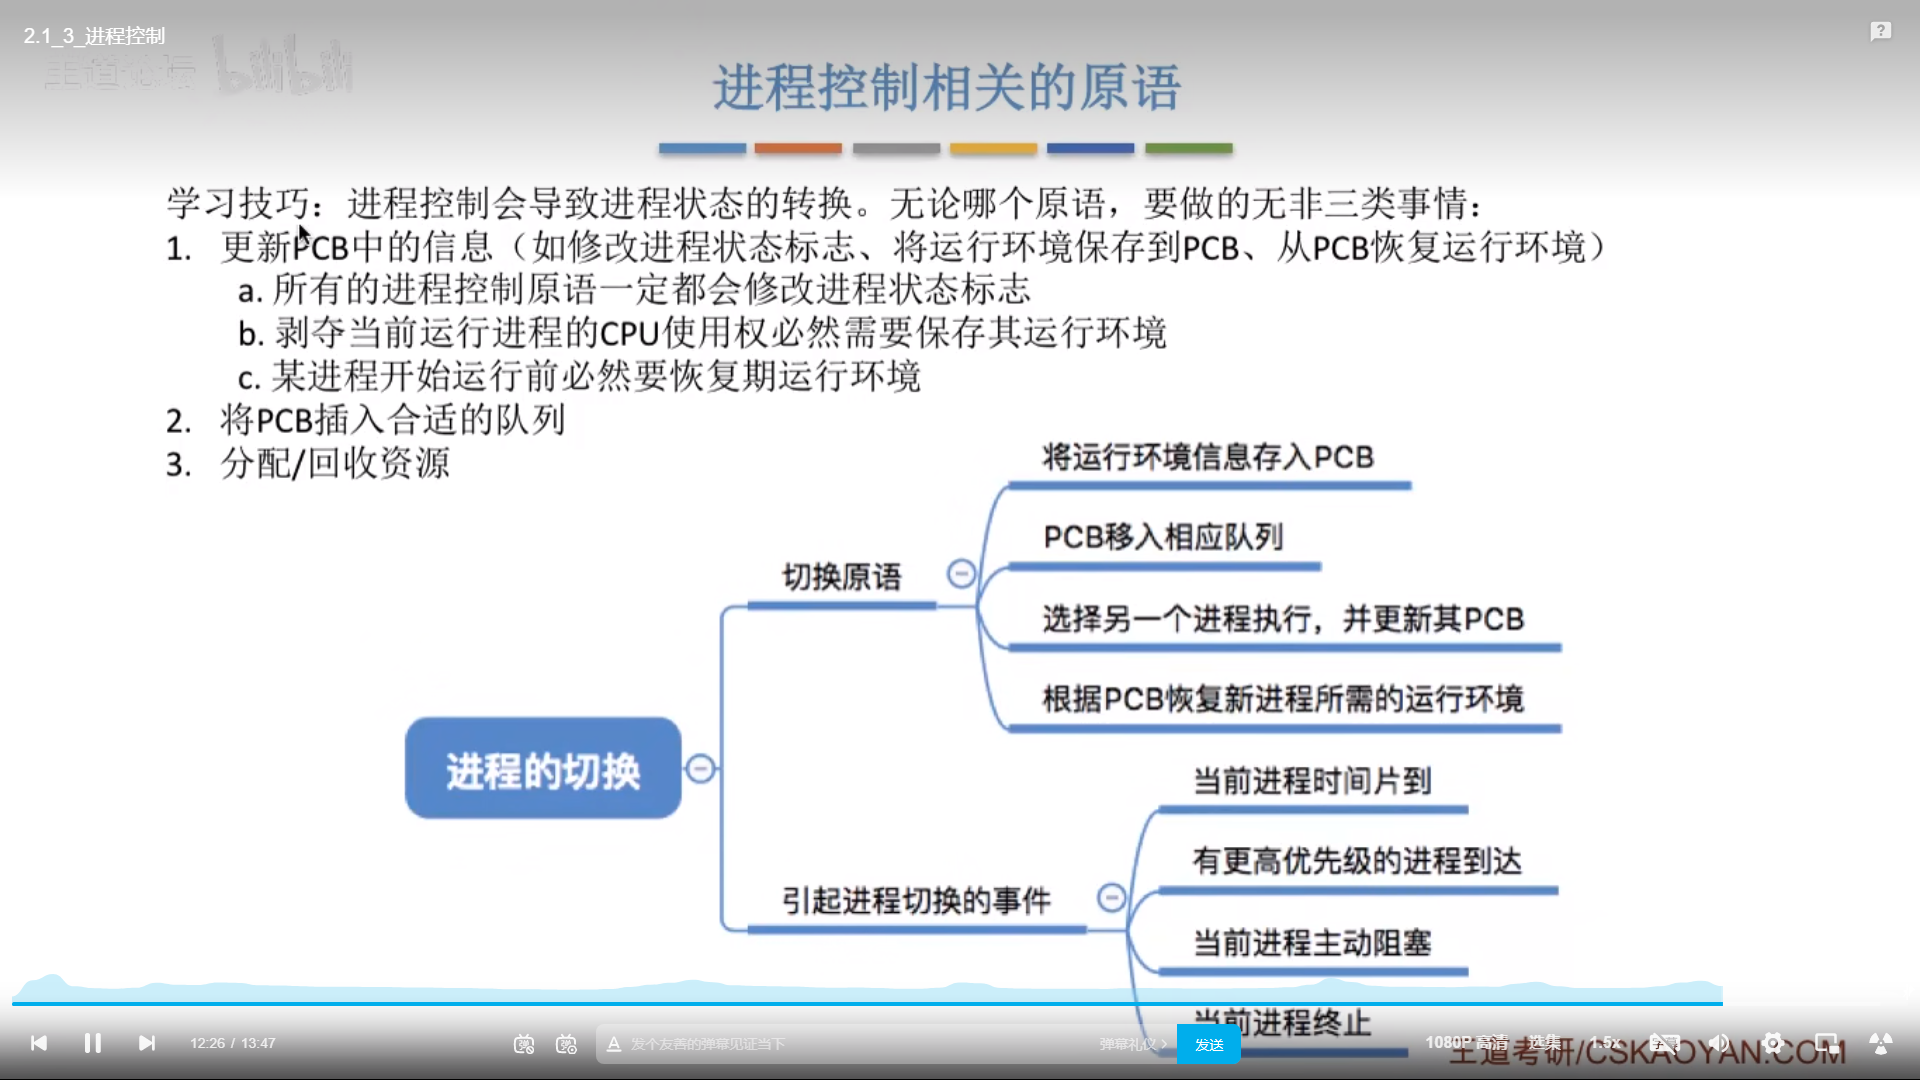 2.1_3_进程控制
王道论坛 bilibili
进程控制相关的原语
学习技巧：进程控制会导致进程状态的转换。无论哪个原语，要做的无非三类事情：
1. 更新PCB中的信息（如修改进程状态标志、将运行环境保存到PCB、从PCB恢复运行环境）
a. 所有的进程控制原语一定都会修改进程状态标志
b. 剥夺当前运行进程的CPU使用权必然需要保存其运行环境
c. 某进程开始运行前必然要恢复期运行环境
2. 将PCB插入合适的队列
3. 分配/回收资源
将运行环境信息存入PCB
PCB移入相应队列
切换原语
选择另一个进程执行，并更新其PCB
根据PCB恢复新进程所需的运行环境
进程的切换
当前进程时间片到
有更高优先级的进程到达
引起进程切换的事件
当前进程主动阻塞
当前进程终止
12:26 / 13:47
发个友善的弹幕见证当下
弹幕礼仪 >
发送
1080P 高清
选集
1.5x
王道考研/CSKAOYAN.COM